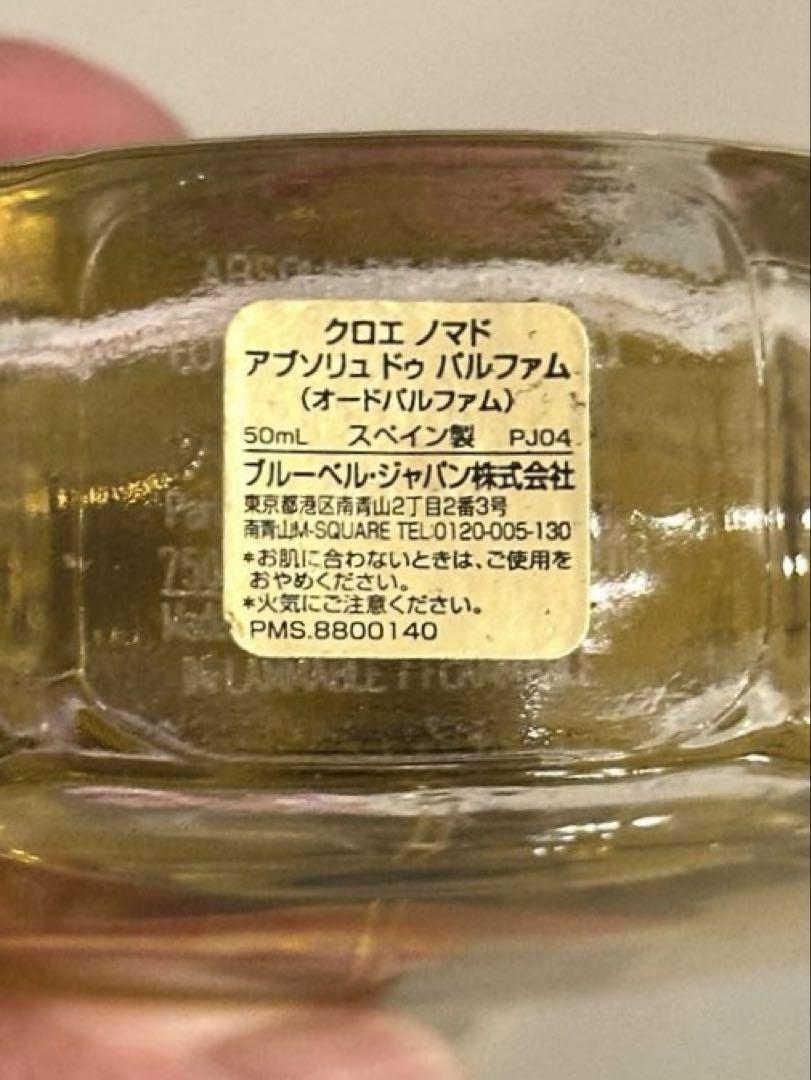 クロエ ノマド
アブソリュ ドゥ パルファム
（オードパルファム）
50mL スペイン製 PJ04
ブルーベル・ジャパン株式会社
東京都港区南青山2丁目2番3号
南青山M-SQUARE TEL:0120-005-130
*お肌に合わないときは、ご使用を
おやめください。
*火気にご注意ください。
PMS.8800140